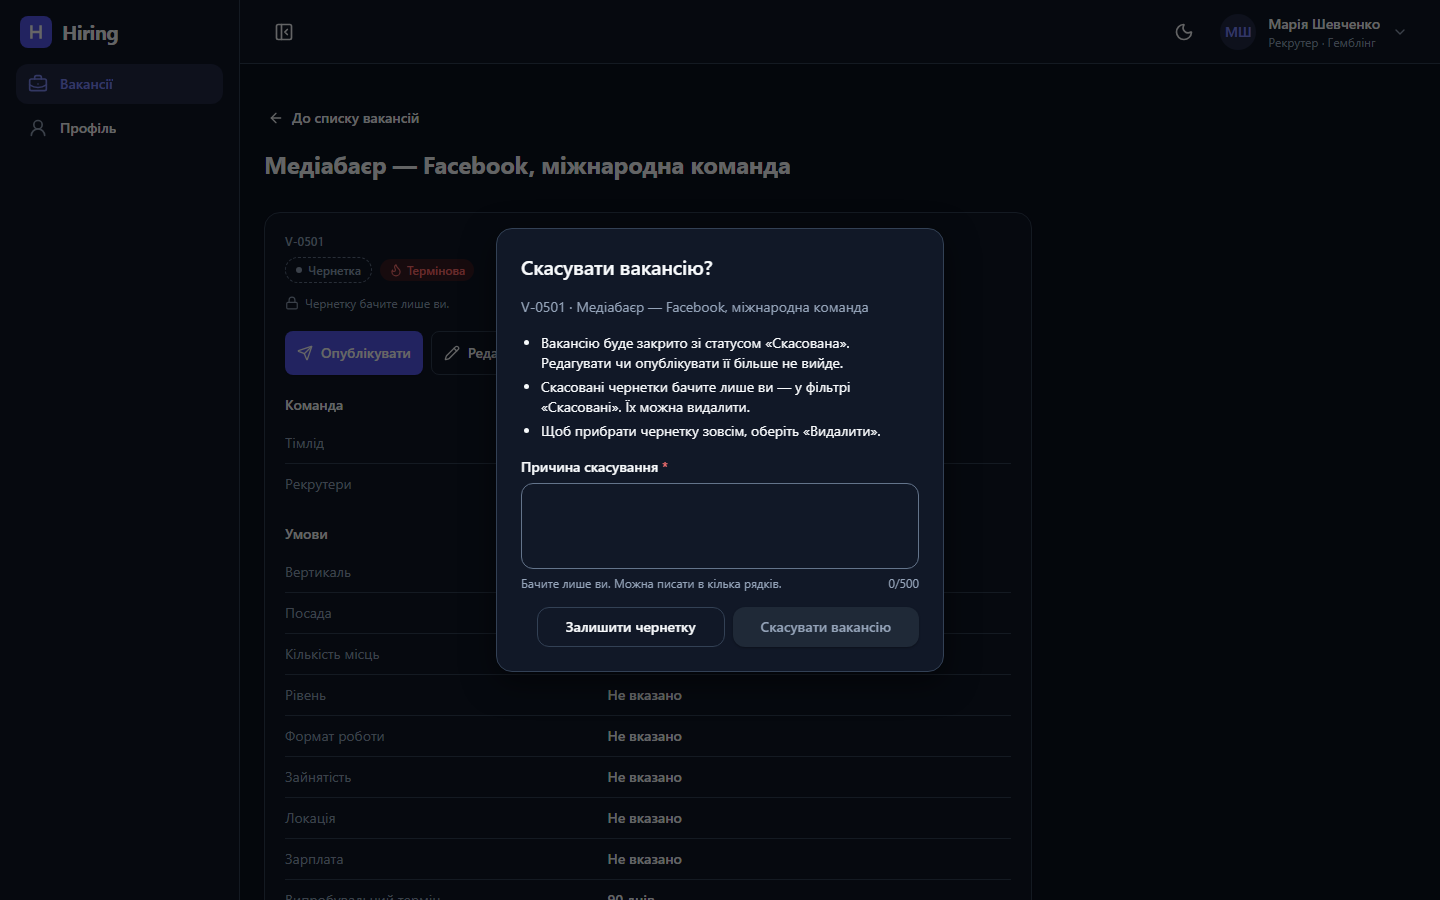 H Hiring
МШ
Марія Шевченко
Рекрутер · Гемблінг
Вакансії
Профіль
До списку вакансій
Медіабаєр — Facebook, міжнародна команда
V-0501
Чернетка
Термінова
Чернетку бачите лише ви.
Опублікувати
Скасувати вакансію?
V-0501 · Медіабаєр — Facebook, міжнародна команда
• Вакансію буде закрито зі статусом «Скасована».
Редагувати чи опублікувати її більше не вийде.
• Скасовані чернетки бачите лише ви — у фільтрі
«Скасовані». Їх можна видалити.
• Щоб прибрати чернетку зовсім, оберіть «Видалити».
Причина скасування *
Бачите лише ви. Можна писати в кілька рядків.
0/500
Залишити чернетку
Скасувати вакансію
Команда
Тімлід
Рекрутери
Умови
Вертикаль
Посада
Кількість місць
Рівень Не вказано
Формат роботи Не вказано
Зайнятість Не вказано
Локація Не вказано
Зарплата Не вказано